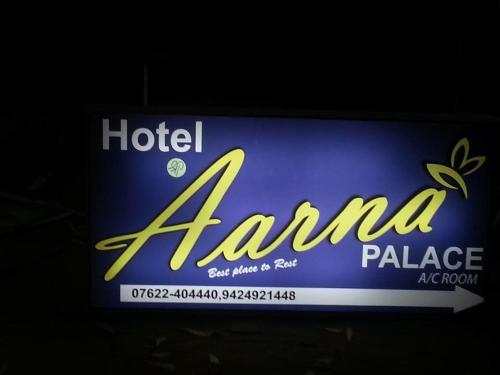 Hotel
Aarna
Best place to Rest
PALACE
A/C ROOM
07622-404440,9424921448